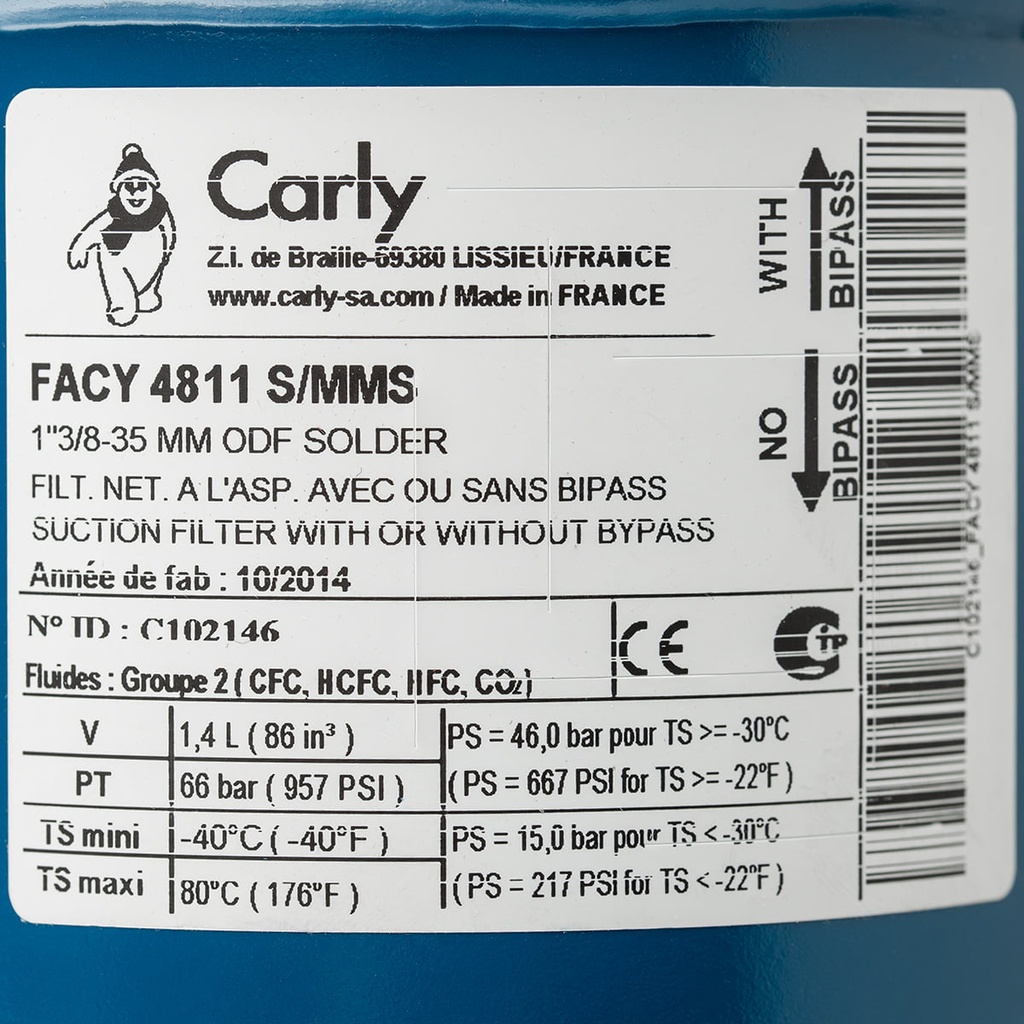 Carly
Z.i. de Braille-69380 LISSIEU/FRANCE
www.carly-sa.com / Made in FRANCE
FACY 4811 S/MMS
1"3/8-35 MM ODF SOLDER
FILT. NET. A L'ASP. AVEC OU SANS BIPASS
SUCTION FILTER WITH OR WITHOUT BYPASS
Année de fab : 10/2014
N° ID : C102146
CE
Fluides : Groupe 2 ( CFC, HCFC, HFC, CO₂)
V 1,4 L ( 86 in³ ) PS = 46,0 bar pour TS >= -30°C
PT 66 bar ( 957 PSI ) ( PS = 667 PSI for TS >= -22°F )
TS mini -40°C ( -40°F ) PS = 15,0 bar pour TS < -30°C
TS maxi 80°C ( 176°F ) ( PS = 217 PSI for TS < -22°F )
WITH
BIPASS
NO
BIPASS
C102146_FACY 4811 S/MMS